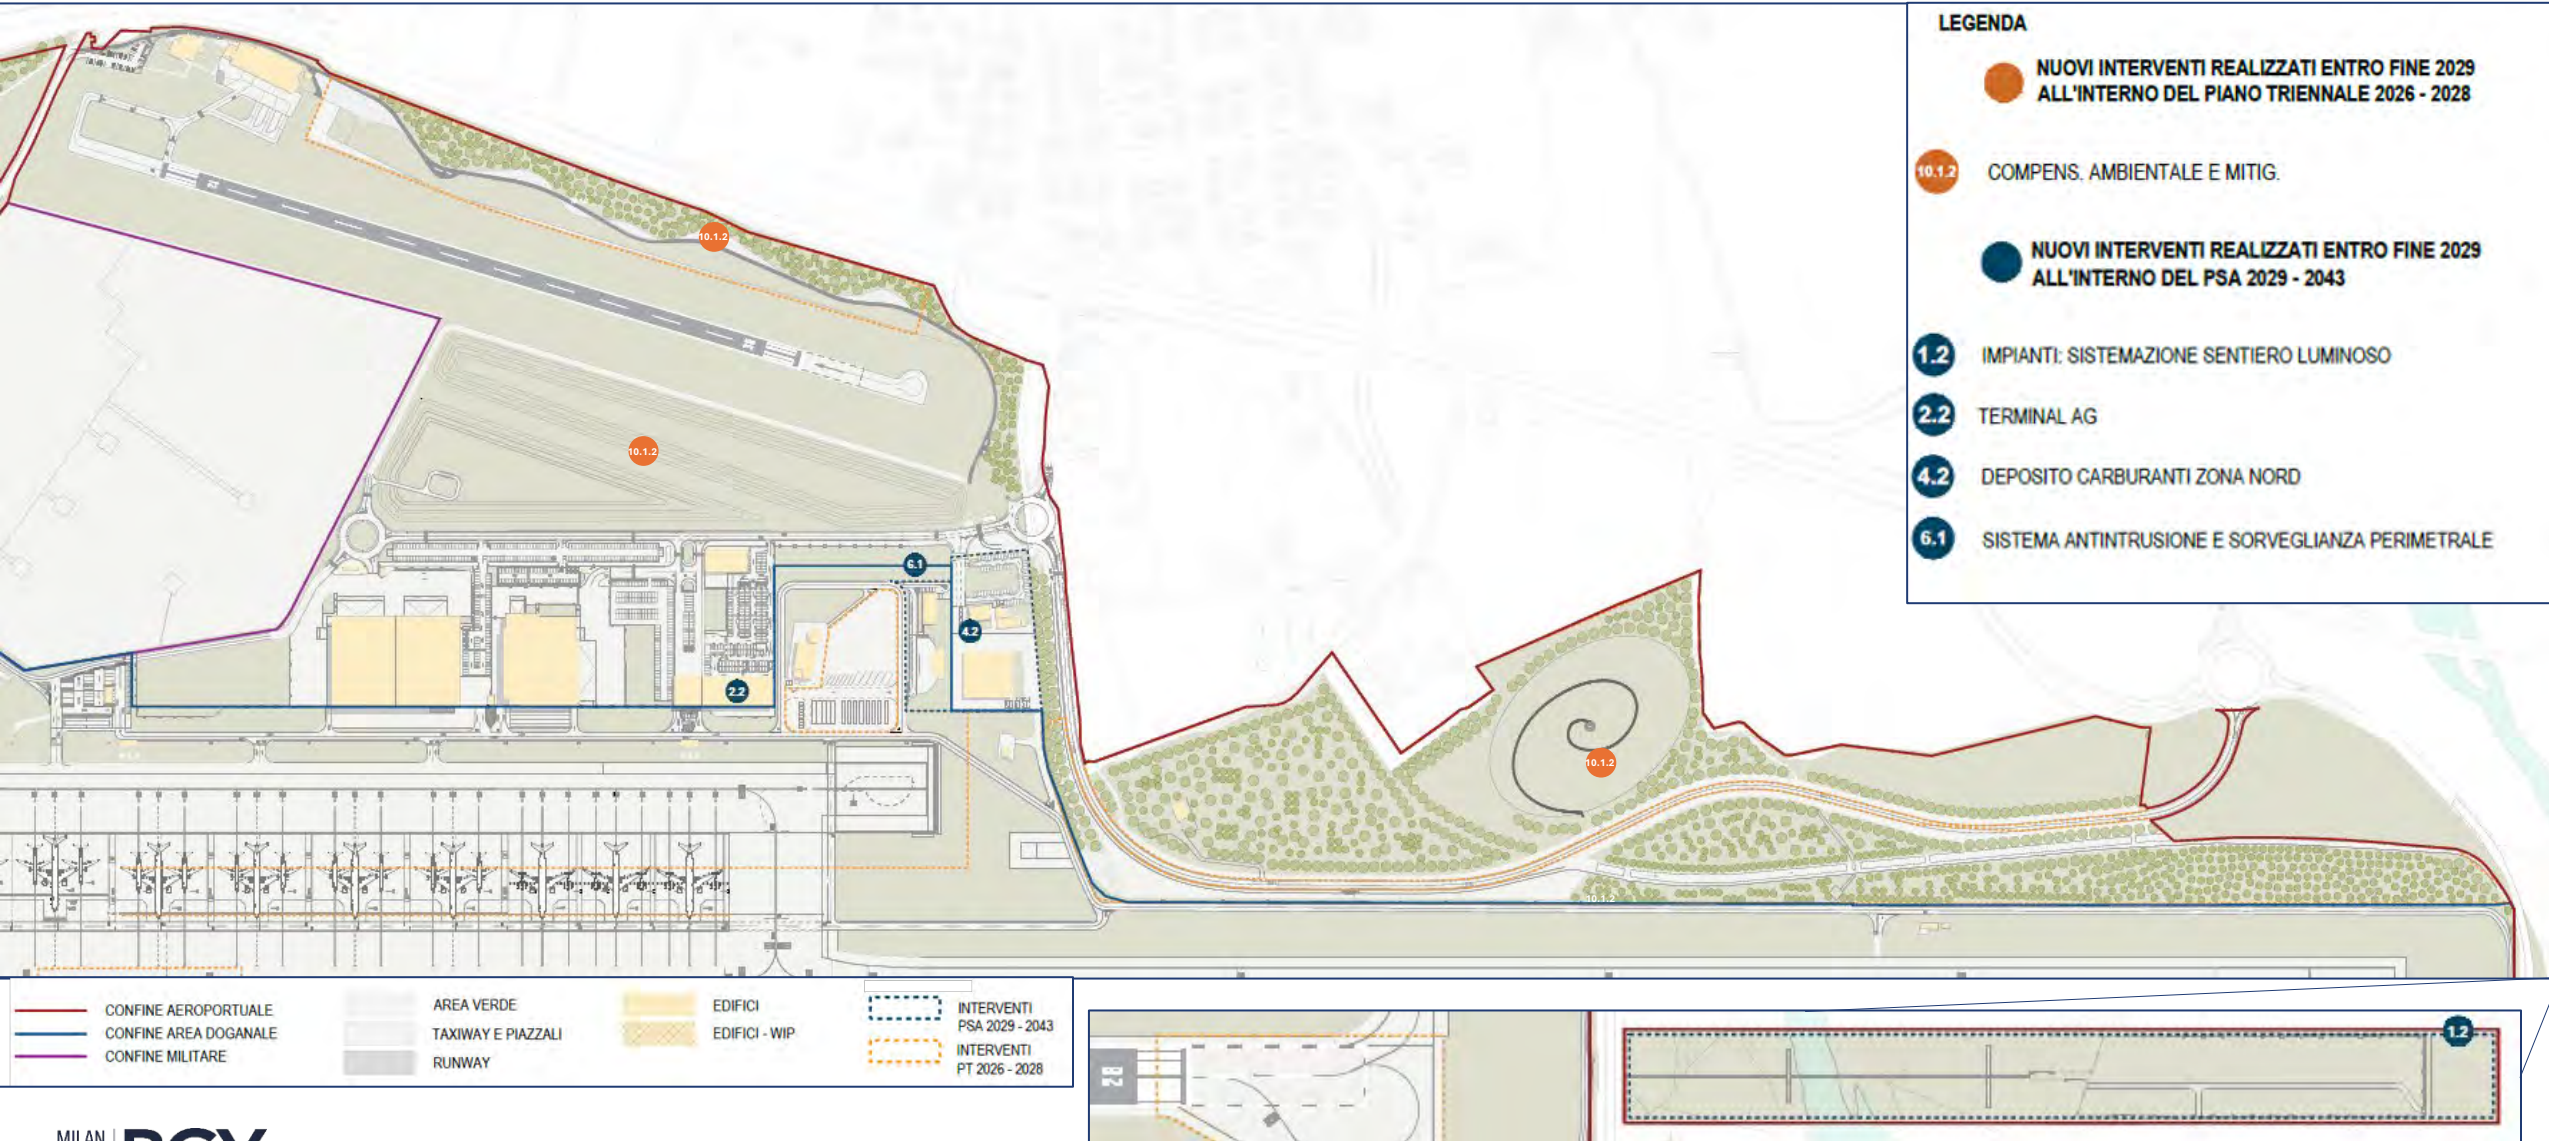 LEGENDA
NUOVI INTERVENTI REALIZZATI ENTRO FINE 2029
ALL'INTERNO DEL PIANO TRIENNALE 2026 - 2028
10.1.2 COMPENS. AMBIENTALE E MITIG.
NUOVI INTERVENTI REALIZZATI ENTRO FINE 2029
ALL'INTERNO DEL PSA 2029 - 2043
1.2 IMPIANTI: SISTEMAZIONE SENTIERO LUMINOSO
2.2 TERMINAL AG
4.2 DEPOSITO CARBURANTI ZONA NORD
6.1 SISTEMA ANTINTRUSIONE E SORVEGLIANZA PERIMETRALE
10.1.2
10.1.2
6.1
4.2
2.2
10.1.2
10.1.2
CONFINE AEROPORTUALE
CONFINE AREA DOGANALE
CONFINE MILITARE
AREA VERDE
TAXIWAY E PIAZZALI
RUNWAY
EDIFICI
EDIFICI - WIP
INTERVENTI
PSA 2029 - 2043
INTERVENTI
PT 2026 - 2028
28
1.2
MILAN
BGY